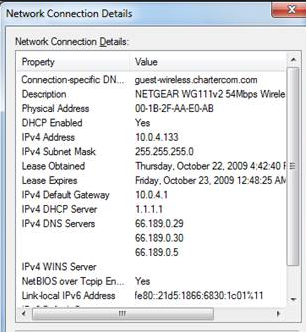 Network Connection Details
Network Connection Details:
Property Value
Connection-specific DN... guest-wireless.chartercom.com
Description NETGEAR WG111v2 54Mbps Wirele
Physical Address 00-1B-2F-AA-E0-AB
DHCP Enabled Yes
IPv4 Address 10.0.4.133
IPv4 Subnet Mask 255.255.255.0
Lease Obtained Thursday, October 22, 2009 4:42:40 F
Lease Expires Friday, October 23, 2009 12:48:25 AM
IPv4 Default Gateway 10.0.4.1
IPv4 DHCP Server 1.1.1.1
IPv4 DNS Servers 66.189.0.29
66.189.0.30
66.189.0.5
IPv4 WINS Server
NetBIOS over Tcpip En... Yes
Link-local IPv6 Address fe80::21d5:1866:6830:1c01%11